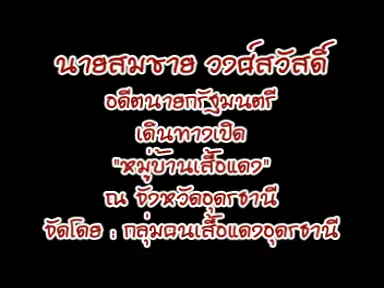 นายสมชาย วงศ์สวัสดิ์
อดีตนายกรัฐมนตรี
เดินทางเปิด
"หมู่บ้านเสื้อแดง"
ณ จังหวัดอุดรธานี
จัดโดย : กลุ่มคนเสื้อแดงอุดรธานี